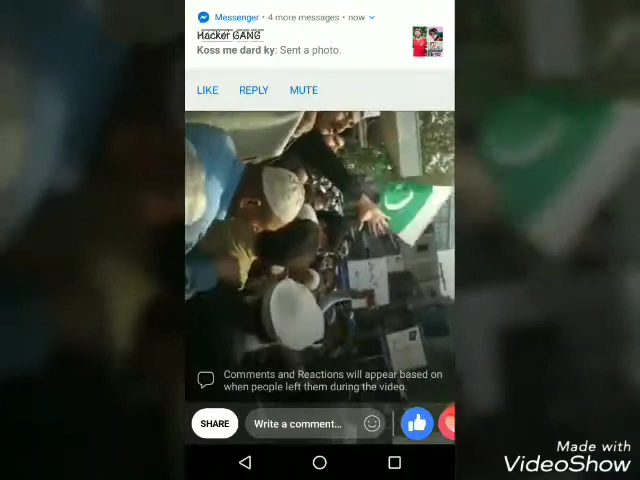 Messenger • 4 more messages • now
Hacker GANG
Koss me dard ky: Sent a photo.
LIKE REPLY MUTE
Comments and Reactions will appear based on
when people left them during the video.
SHARE Write a comment...
Made with
VideoShow